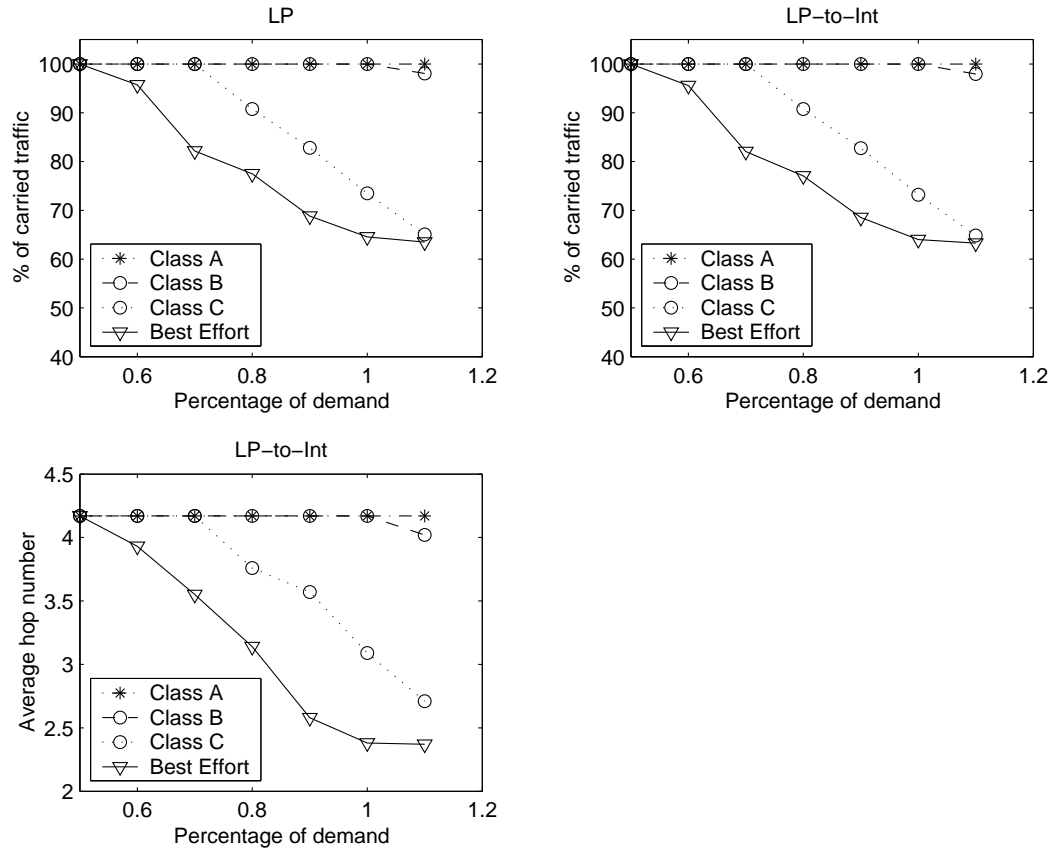 LP
% of carried traffic
100
90
80
70
60
50
40
Class A
Class B
Class C
Best Effort
0.6
0.8
1
1.2
Percentage of demand
LP−to−Int
% of carried traffic
100
90
80
70
60
50
40
Class A
Class B
Class C
Best Effort
0.6
0.8
1
1.2
Percentage of demand
LP−to−Int
Average hop number
4.5
4
3.5
3
2.5
2
Class A
Class B
Class C
Best Effort
0.6
0.8
1
1.2
Percentage of demand